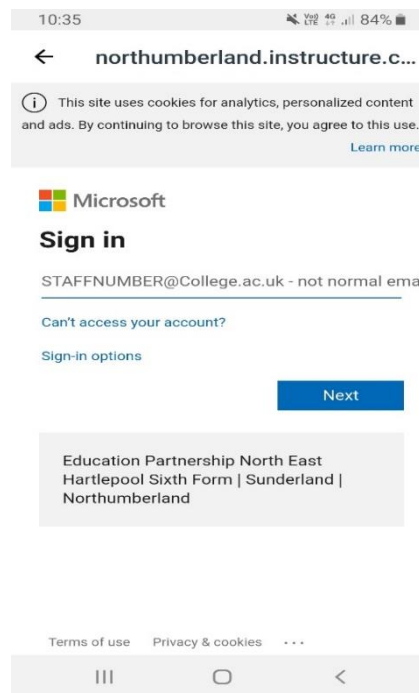 10:35 Vo) LTE 4G 84%
northumberland.instructure.c...
This site uses cookies for analytics, personalized content
and ads. By continuing to browse this site, you agree to this use.
Learn more
Microsoft
Sign in
STAFFNUMBER@College.ac.uk - not normal ema
Can't access your account?
Sign-in options
Next
Education Partnership North East
Hartlepool Sixth Form | Sunderland |
Northumberland
Terms of use Privacy & cookies ...